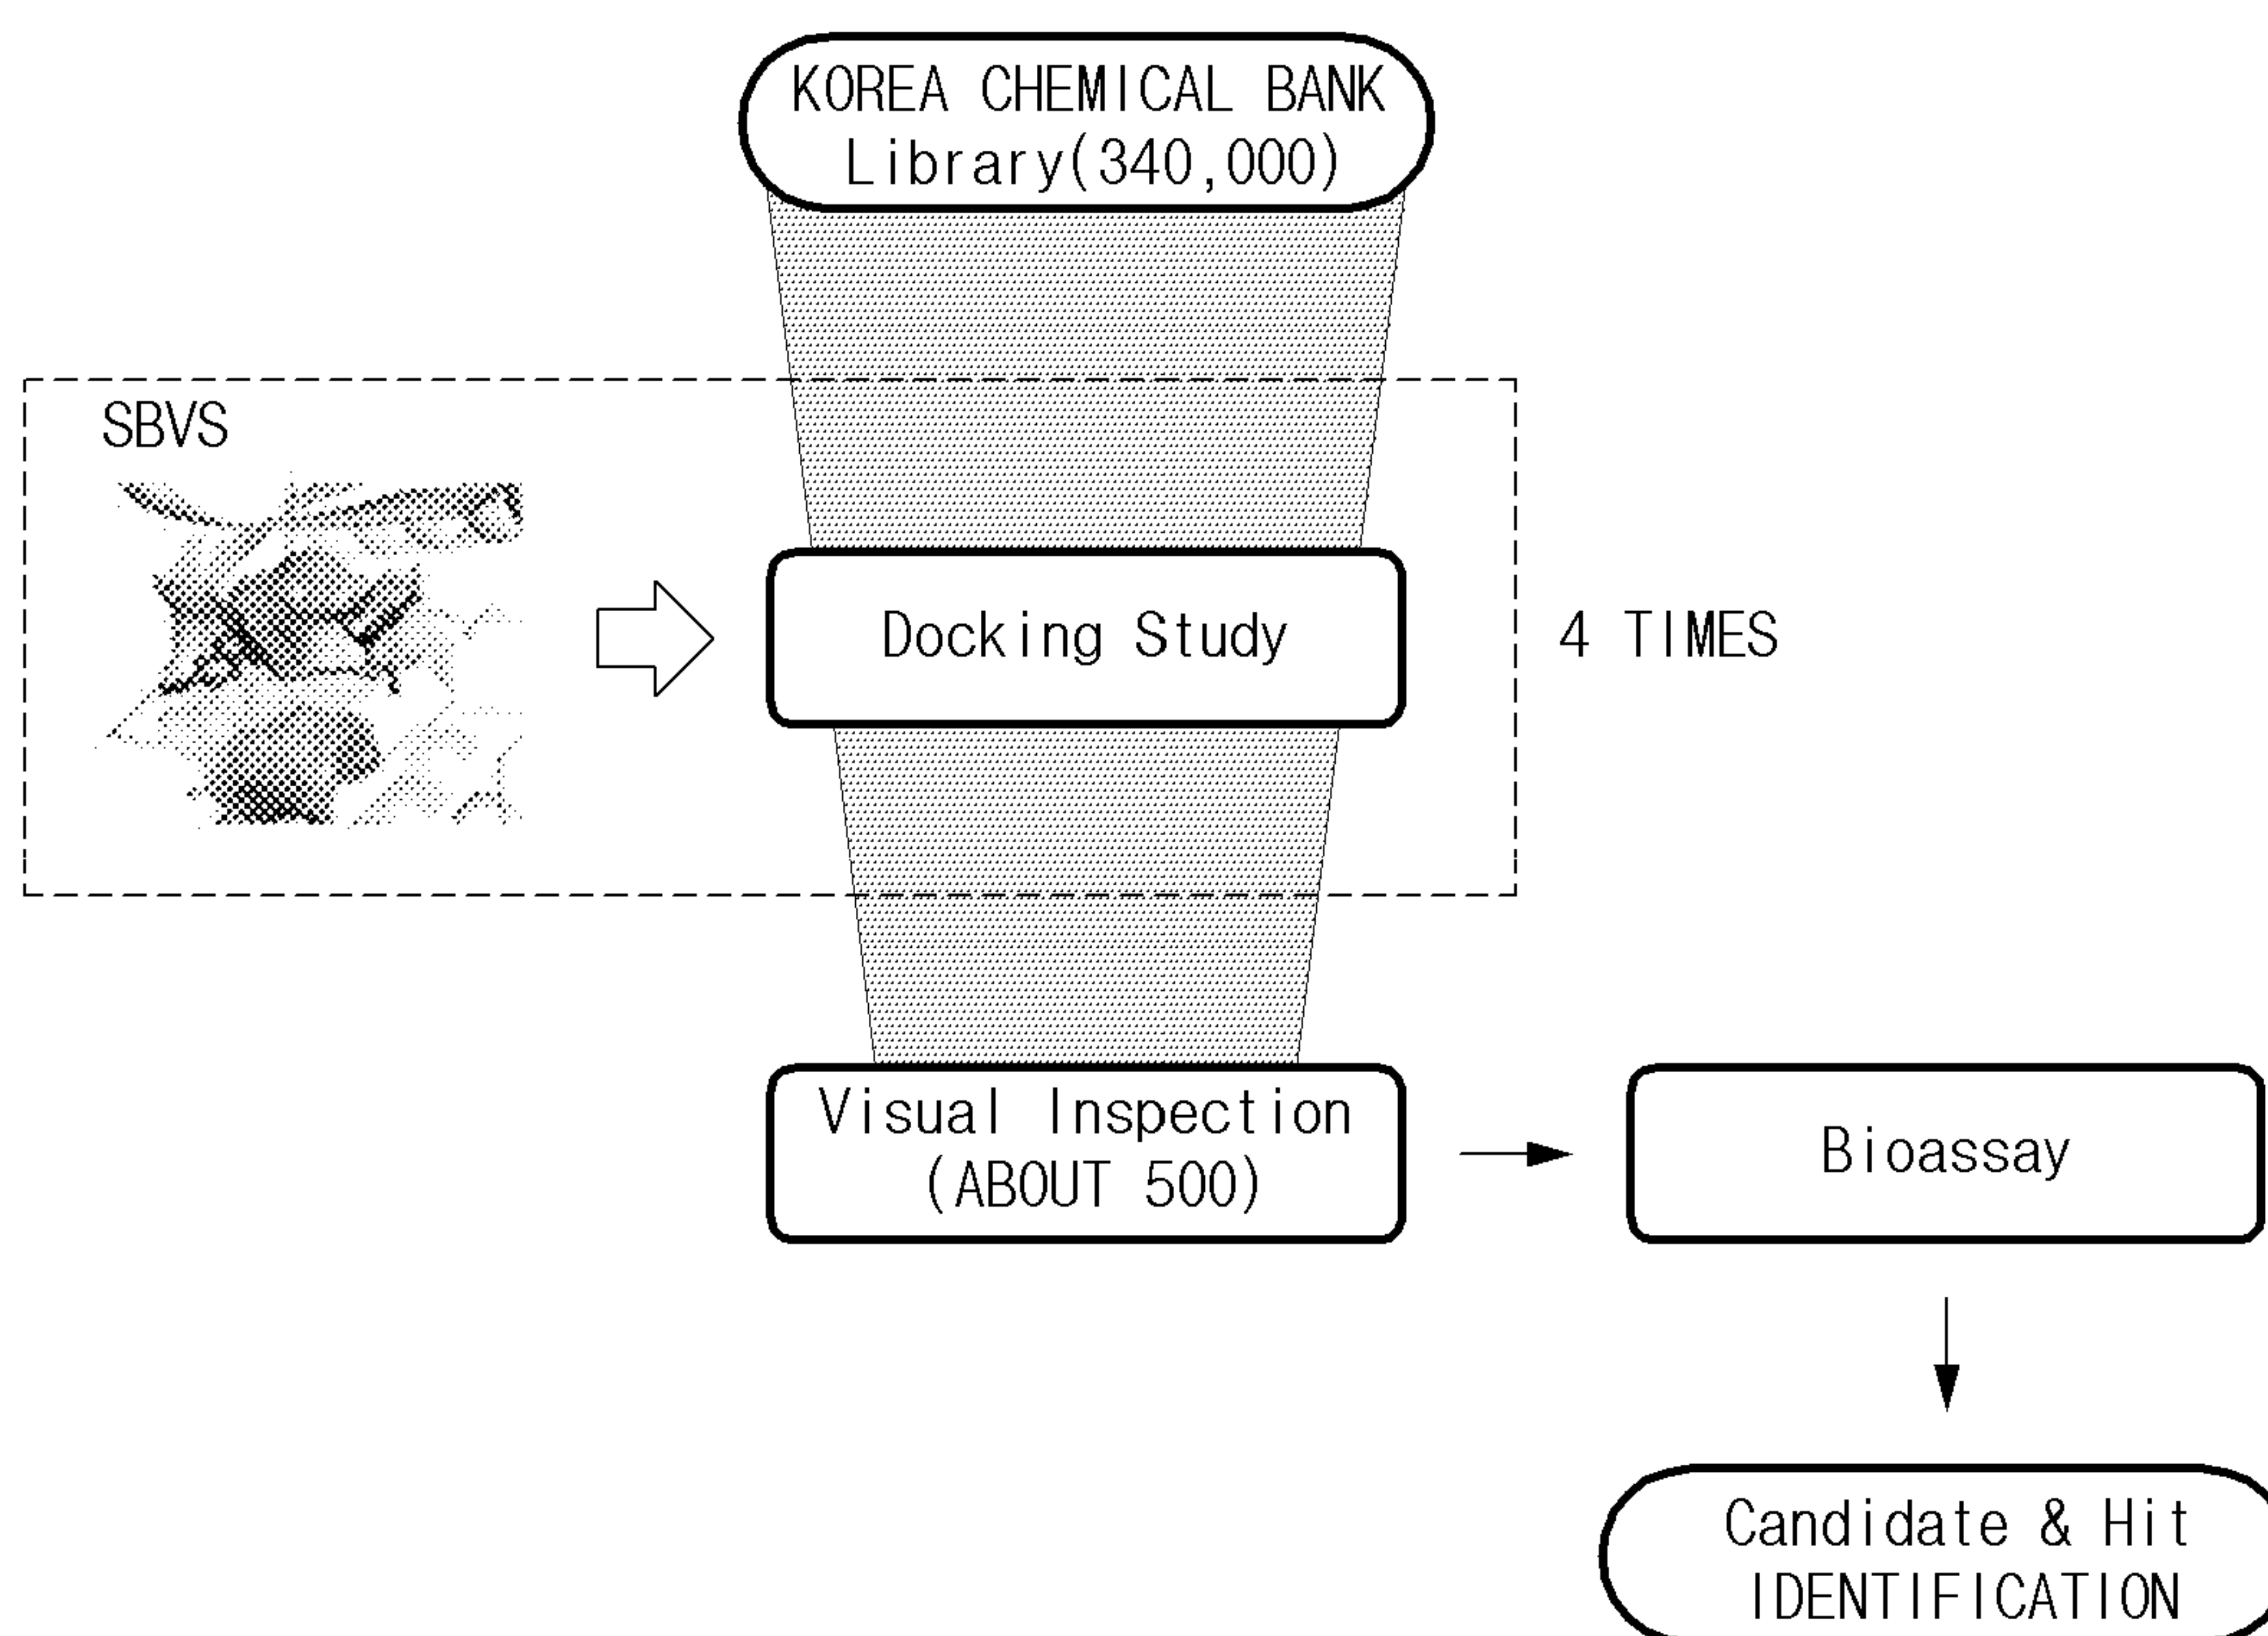 KOREA CHEMICAL BANK
Library(340,000)
SBVS
Docking Study
4 TIMES
Visual Inspection
(ABOUT 500)
Bioassay
Candidate & Hit
IDENTIFICATION